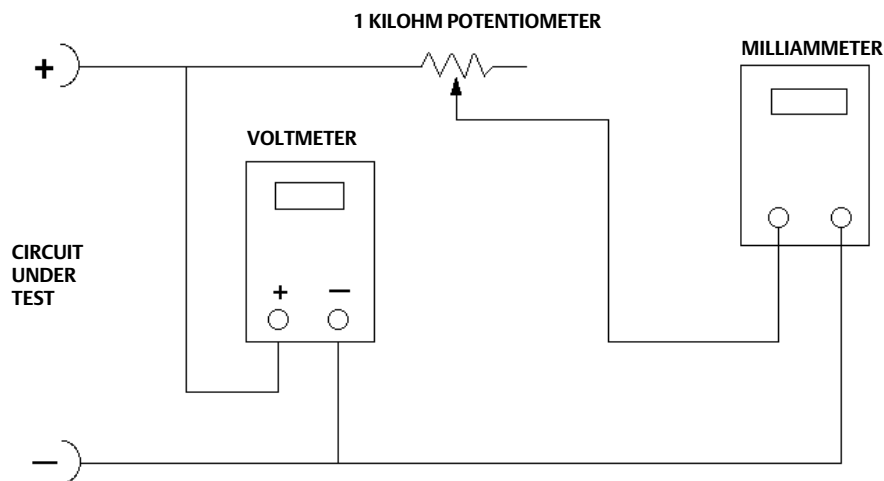 1 KILOHM POTENTIOMETER
MILLIAMMETER
+
VOLTMETER
CIRCUIT
UNDER
TEST
+ —
—